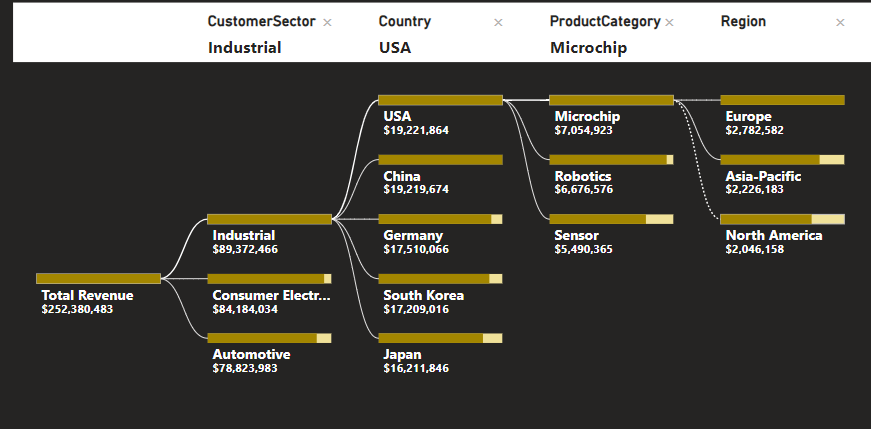 CustomerSector × Country × ProductCategory × Region ×
Industrial USA Microchip
USA
$19,221,864
China
$19,219,674
Germany
$17,510,066
South Korea
$17,209,016
Japan
$16,211,846
Microchip
$7,054,923
Robotics
$6,676,576
Sensor
$5,490,365
Europe
$2,782,582
Asia-Pacific
$2,226,183
North America
$2,046,158
Industrial
$89,372,466
Consumer Electr...
$84,184,034
Automotive
$78,823,983
Total Revenue
$252,380,483